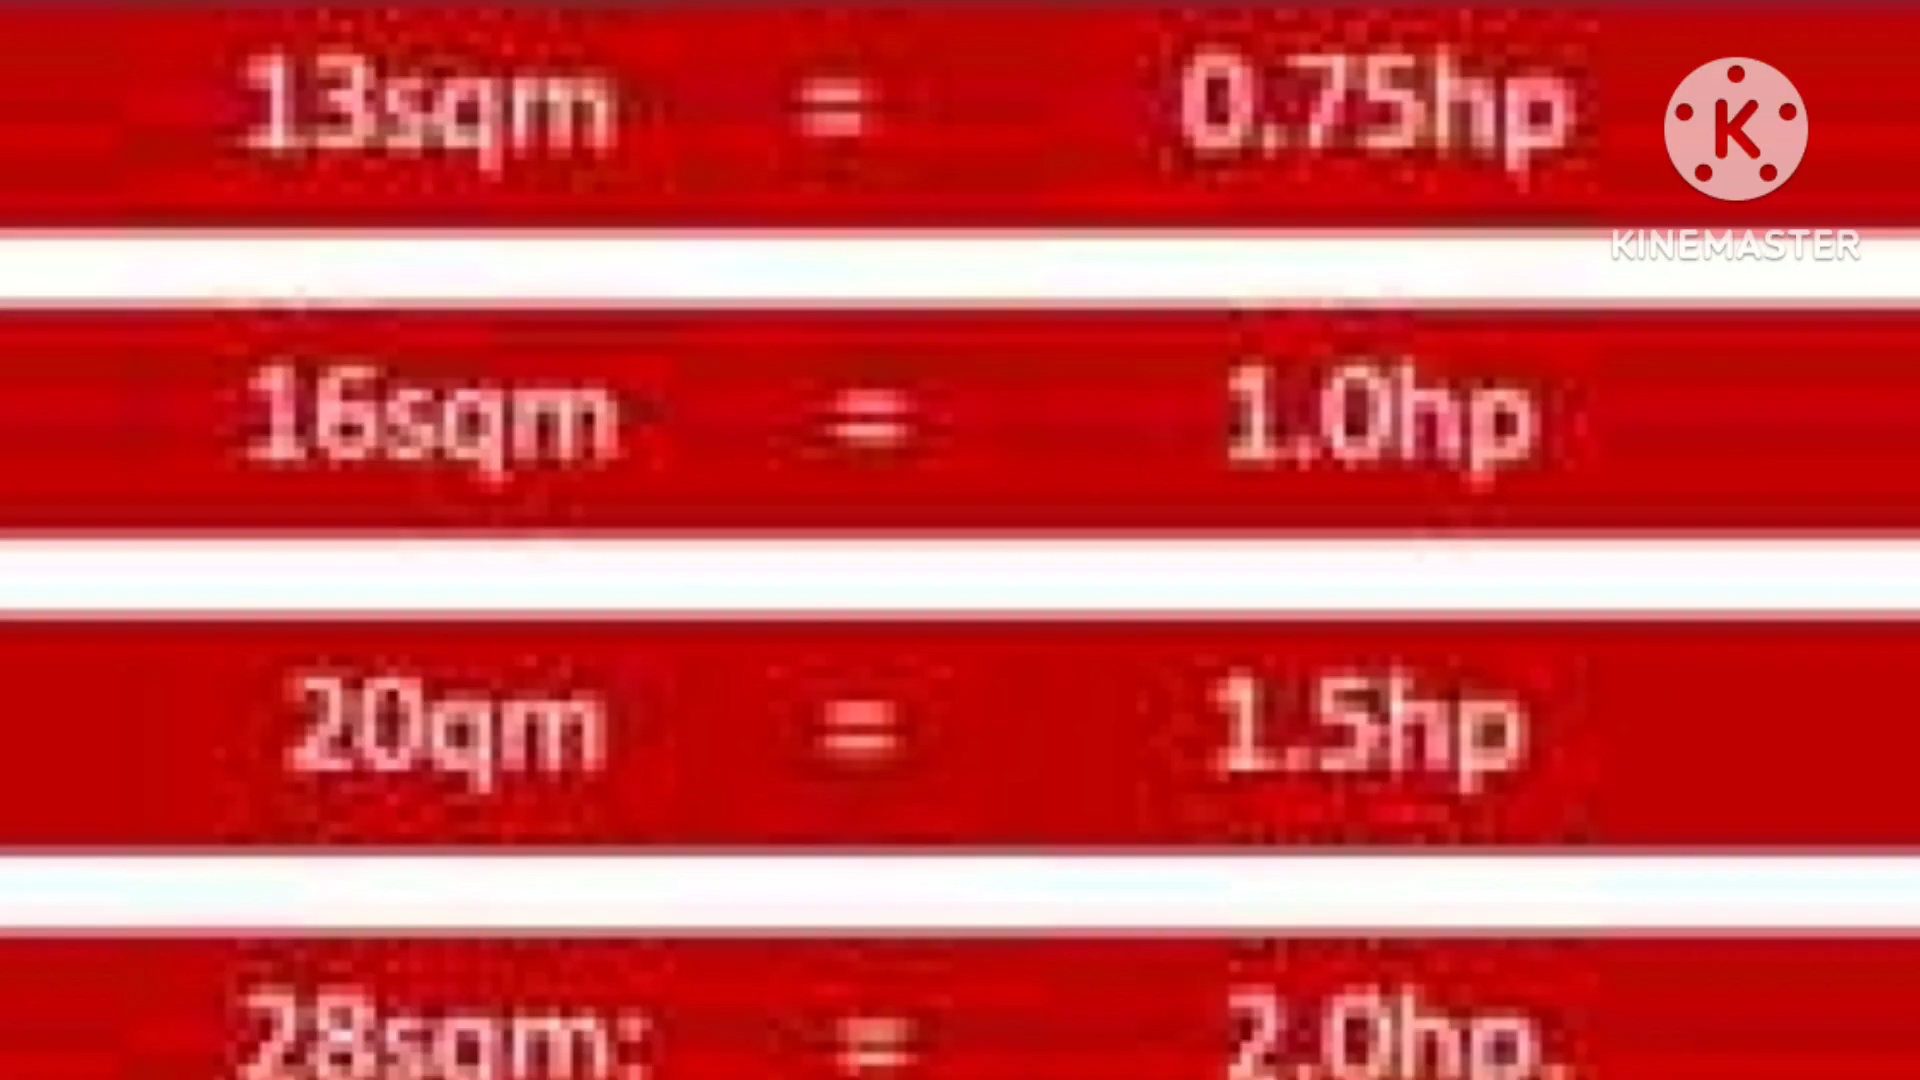 13sqm = 0.75hp
K
KINEMASTER
16sqm = 1.0hp
20qm = 1.5hp
28sqm: = 2.0hp.